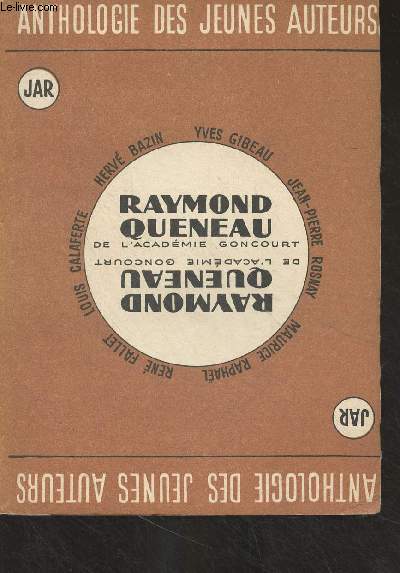 Le-livre.com
ANTHOLOGIE DES JEUNES AUTEURS
JAR
HERVÉ BAZIN
YVES GIBEAU
JEAN-PIERRE ROSNAY
LOUIS CALAFERTE
RAYMOND
QUENEAU
DE L'ACADÉMIE GONCOURT
DE L'ACADÉMIE GONCOURT
QUENEAU
RAYMOND
RENÉ FALLET
MAURICE RAPHAËL
JAR
ANTHOLOGIE DES JEUNES AUTEURS